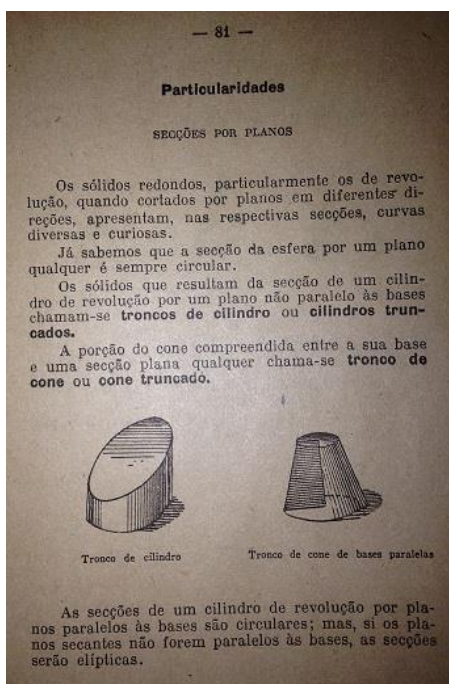 — 81 —
Particularidades
SECÇÕES POR PLANOS
Os sólidos redondos, particularmente os de revo-
lução, quando cortados por planos em diferentes di-
reções, apresentam, nas respectivas secções, curvas
diversas e curiosas.
Já sabemos que a secção da esfera por um plano
qualquer é sempre circular.
Os sólidos que resultam da secção de um cilin-
dro de revolução por um plano não paralelo às bases
chamam-se troncos de cilindro ou cilindros trun-
cados.
A porção do cone compreendida entre a sua base
e uma secção plana qualquer chama-se tronco de
cone ou cone truncado.
Tronco de cilindro
Tronco de cone de bases paralelas
As secções de um cilindro de revolução por pla-
nos paralelos às bases são circulares; mas, si os pla-
nos secantes não forem paralelos às bases, as secções
serão elípticas.